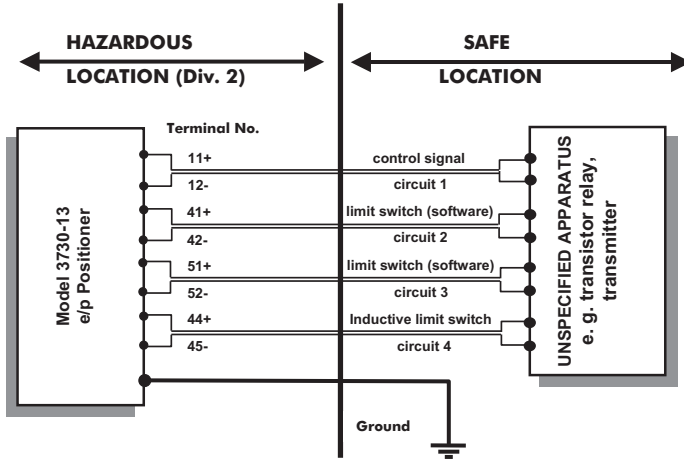 HAZARDOUS
LOCATION (Div. 2)
SAFE
LOCATION
Terminal No.
Model 3730-13
e/p Positioner
11+
12-
41+
42-
51+
52-
44+
45-
control signal
circuit 1
limit switch (software)
circuit 2
limit switch (software)
circuit 3
Inductive limit switch
circuit 4
UNSPECIFIED APPARATUS
e. g. transistor relay,
transmitter
Ground